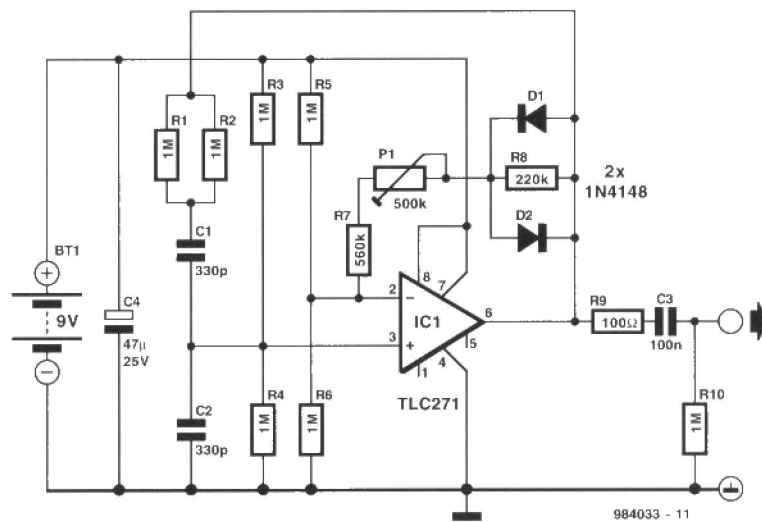 R1
1M
R2
1M
R3
1M
R5
1M
D1
P1
500k
R8
220k
2x
1N4148
R7
560k
D2
C1
330p
BT1
+
9V
−
C4
47µ
25V
2
−
3
+
IC1
8
7
6
5
4
1
TLC271
R9
100Ω
C3
100n
C2
330p
R4
1M
R6
1M
R10
1M
984033 - 11